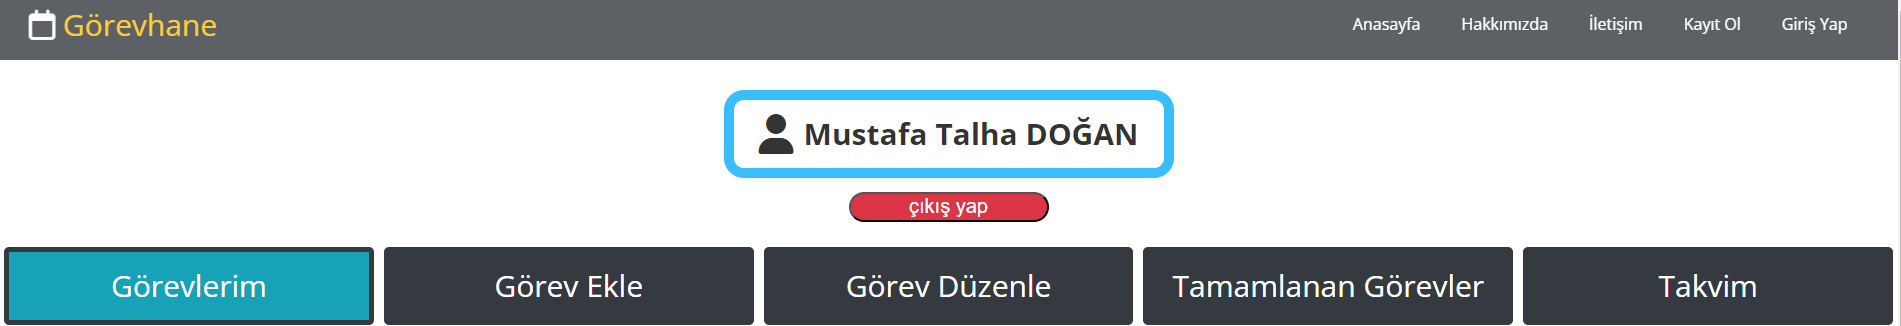 Görevhane Anasayfa Hakkımızda İletişim Kayıt Ol Giriş Yap
Mustafa Talha DOĞAN
çıkış yap
Görevlerim Görev Ekle Görev Düzenle Tamamlanan Görevler Takvim